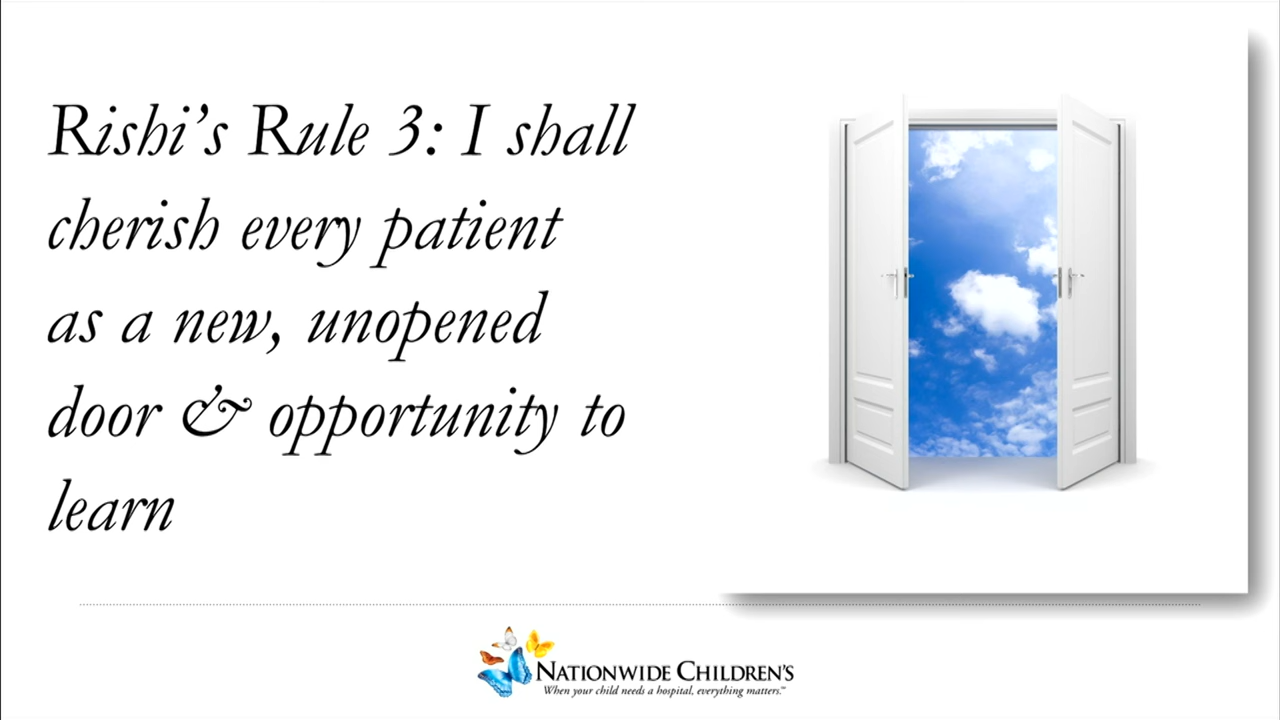 Rishi’s Rule 3: I shall
cherish every patient
as a new, unopened
door & opportunity to
learn
NATIONWIDE CHILDREN'S
When your child needs a hospital, everything matters.™